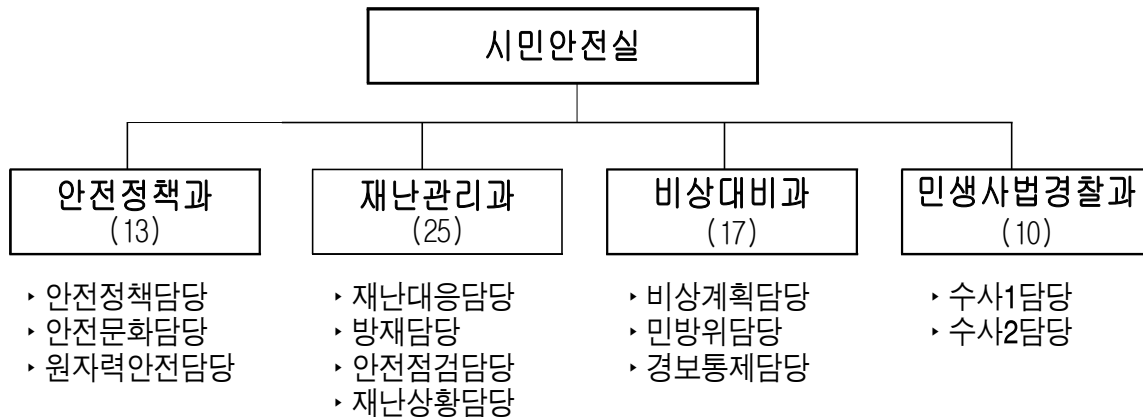 시민안전실
안전정책과
(13)
‣ 안전정책담당
‣ 안전문화담당
‣ 원자력안전담당
재난관리과
(25)
‣ 재난대응담당
‣ 방재담당
‣ 안전점검담당
‣ 재난상황담당
비상대비과
(17)
‣ 비상계획담당
‣ 민방위담당
‣ 경보통제담당
민생사법경찰과
(10)
‣ 수사1담당
‣ 수사2담당